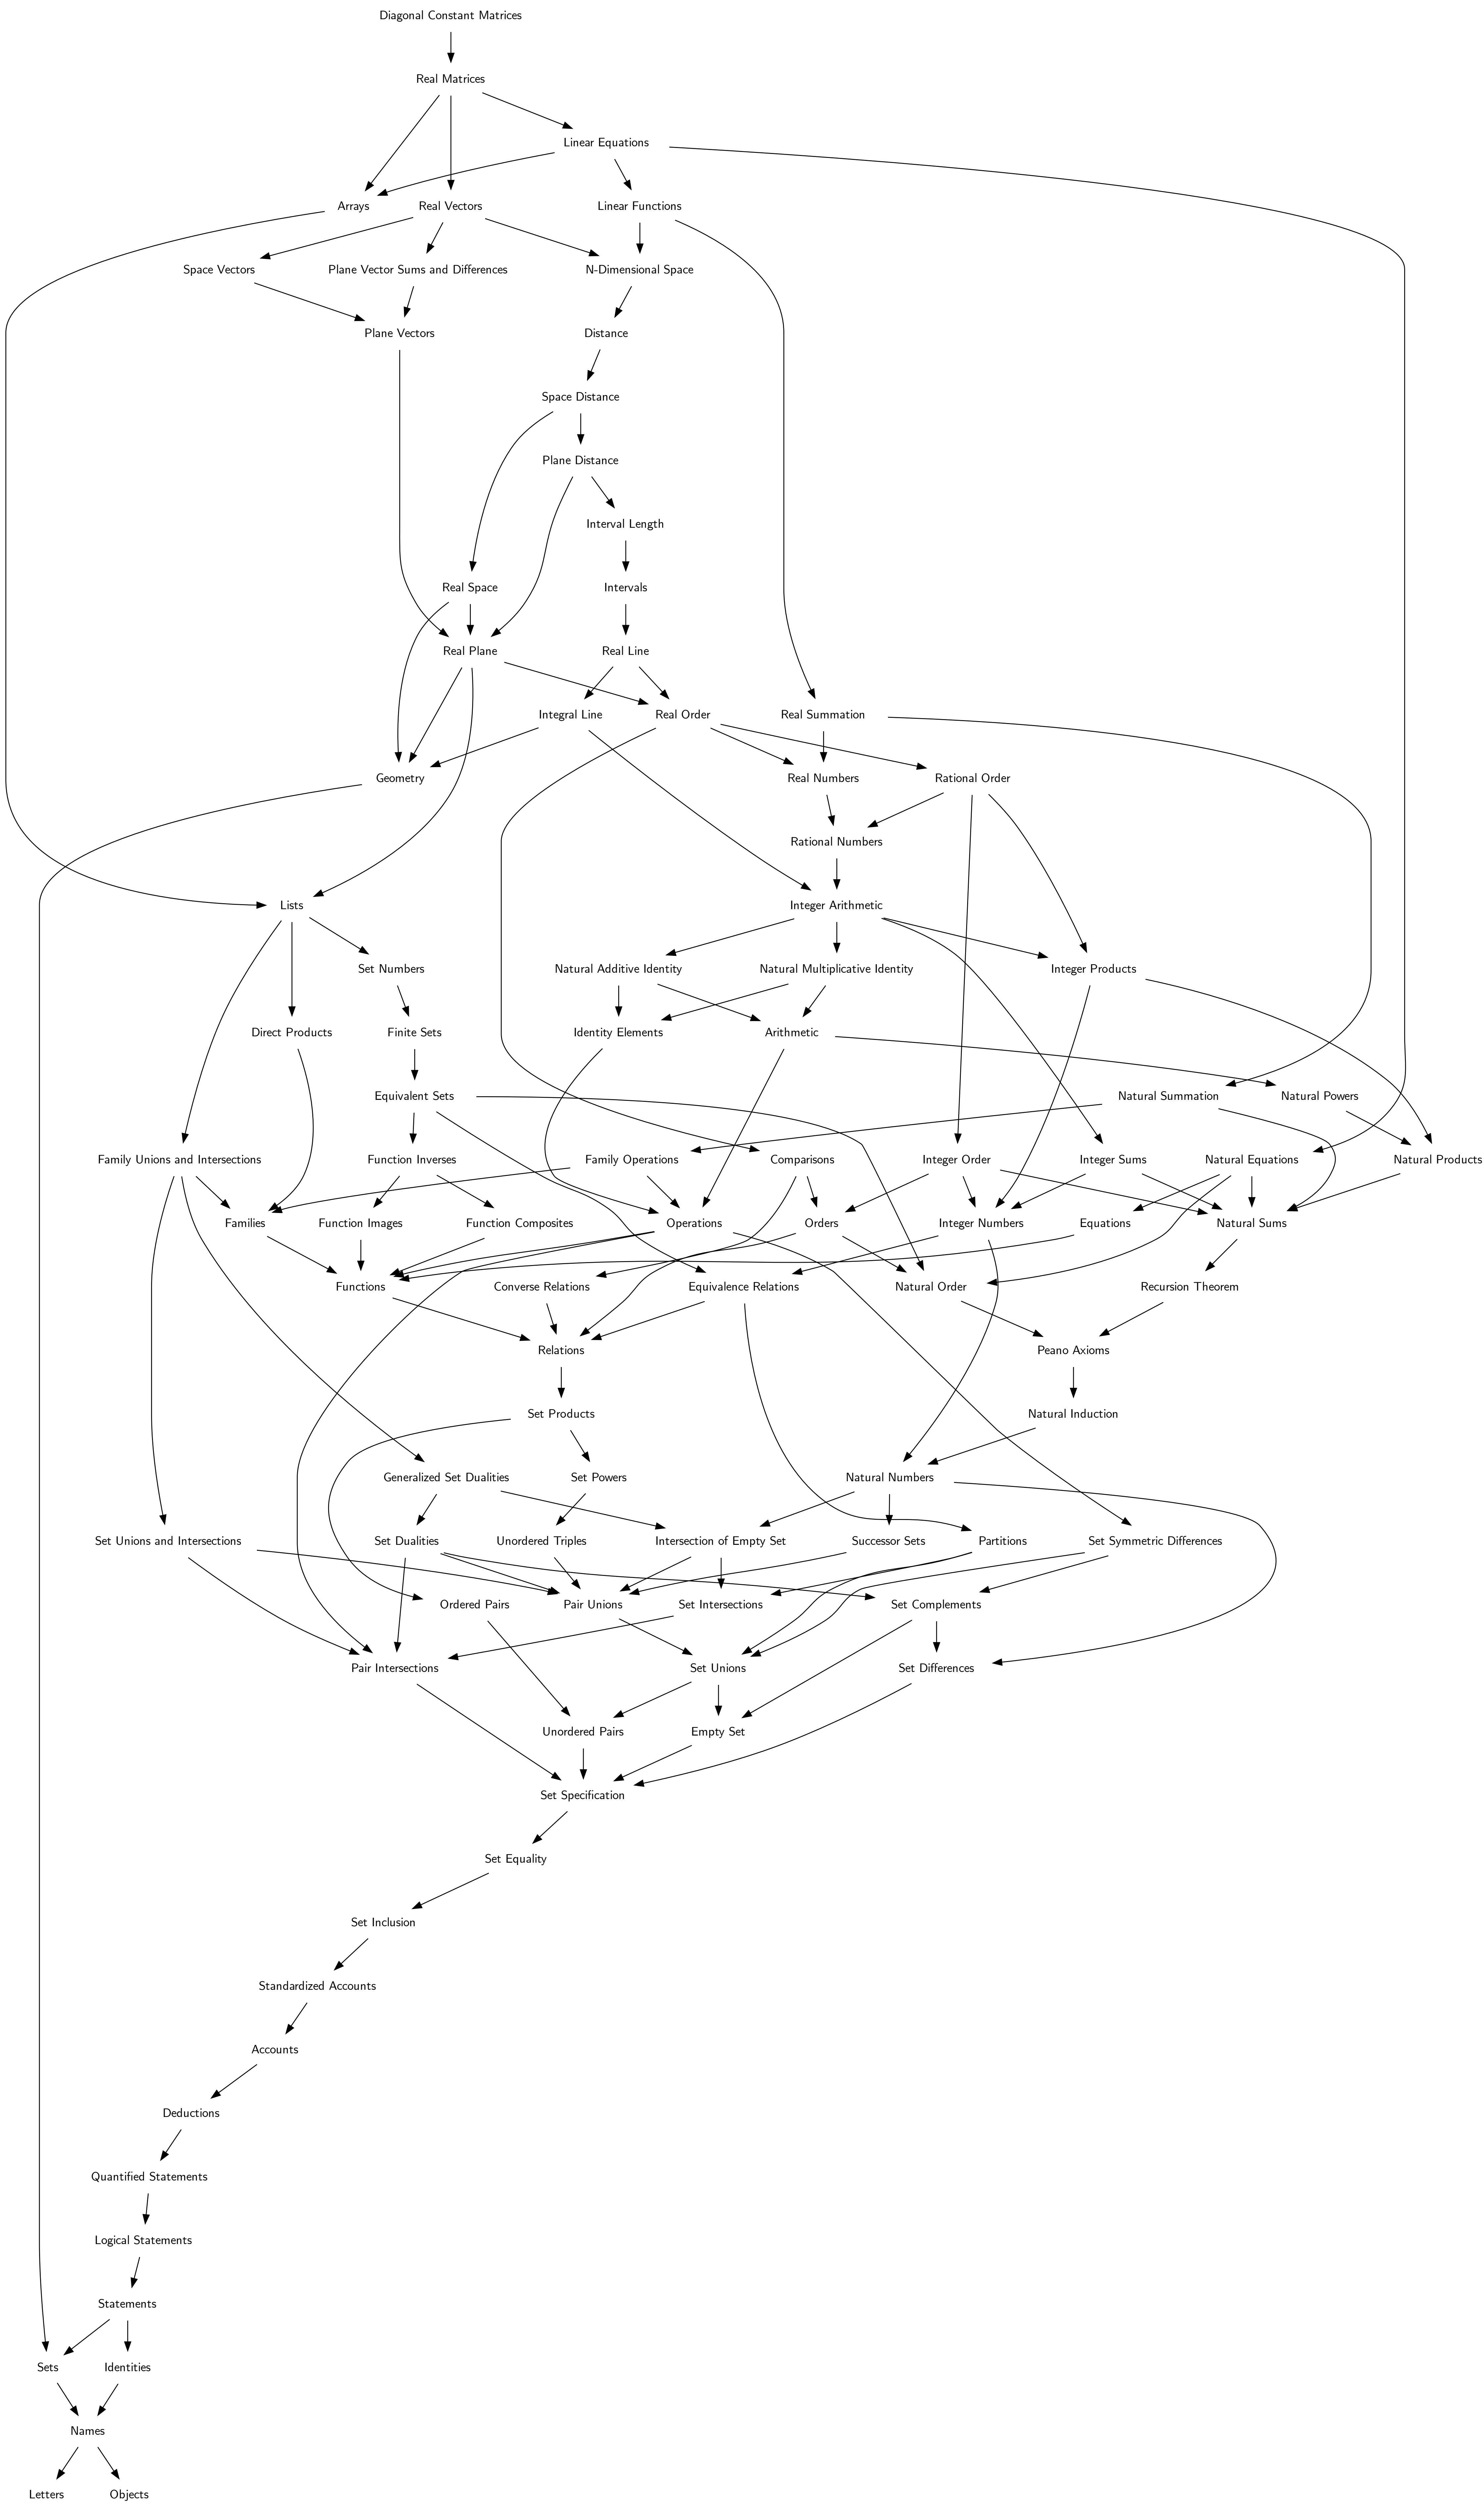 Diagonal Constant Matrices
Real Matrices
Linear Equations
Arrays
Real Vectors
Linear Functions
Space Vectors
Plane Vector Sums and Differences
N-Dimensional Space
Plane Vectors
Distance
Space Distance
Plane Distance
Interval Length
Real Space
Intervals
Real Plane
Real Line
Integral Line
Real Order
Real Summation
Geometry
Real Numbers
Rational Order
Rational Numbers
Lists
Integer Arithmetic
Set Numbers
Natural Additive Identity
Natural Multiplicative Identity
Integer Products
Direct Products
Finite Sets
Identity Elements
Arithmetic
Equivalent Sets
Natural Summation
Natural Powers
Family Unions and Intersections
Function Inverses
Family Operations
Comparisons
Integer Order
Integer Sums
Natural Equations
Natural Products
Families
Function Images
Function Composites
Operations
Orders
Integer Numbers
Equations
Natural Sums
Functions
Converse Relations
Equivalence Relations
Natural Order
Recursion Theorem
Relations
Peano Axioms
Set Products
Natural Induction
Generalized Set Dualities
Set Powers
Natural Numbers
Set Unions and Intersections
Set Dualities
Unordered Triples
Intersection of Empty Set
Successor Sets
Partitions
Set Symmetric Differences
Ordered Pairs
Pair Unions
Set Intersections
Set Complements
Pair Intersections
Set Unions
Set Differences
Unordered Pairs
Empty Set
Set Specification
Set Equality
Set Inclusion
Standardized Accounts
Accounts
Deductions
Quantified Statements
Logical Statements
Statements
Sets
Identities
Names
Letters
Objects